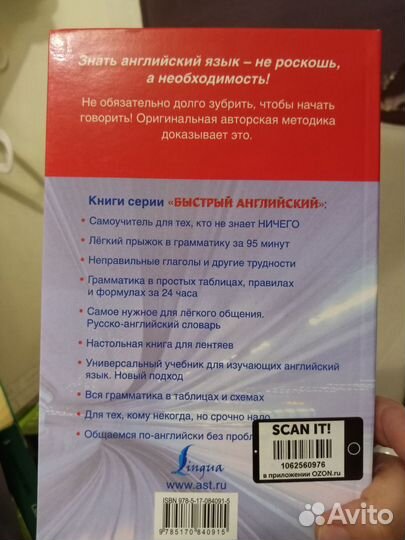 Знать английский язык – не роскошь,
а необходимость!
Не обязательно долго зубрить, чтобы начать
говорить! Оригинальная авторская методика
доказывает это.
Книги серии «БЫСТРЫЙ АНГЛИЙСКИЙ»:
• Самоучитель для тех, кто не знает НИЧЕГО
• Лёгкий прыжок в грамматику за 95 минут
• Неправильные глаголы и другие трудности
• Грамматика в простых таблицах, правилах
и формулах за 24 часа
• Самое нужное для лёгкого общения.
Русско-английский словарь
• Настольная книга для лентяев
• Универсальный учебник для изучающих английский
язык. Новый подход
• Вся грамматика в таблицах и схемах
• Для тех, кому некогда, но срочно надо
• Общаемся по-английски без пробл
SCAN IT!
1062560976
в приложении OZON.ru
Lingua
www.ast.ru
ISBN 978-5-17-084091-5
9785170840915
Avito